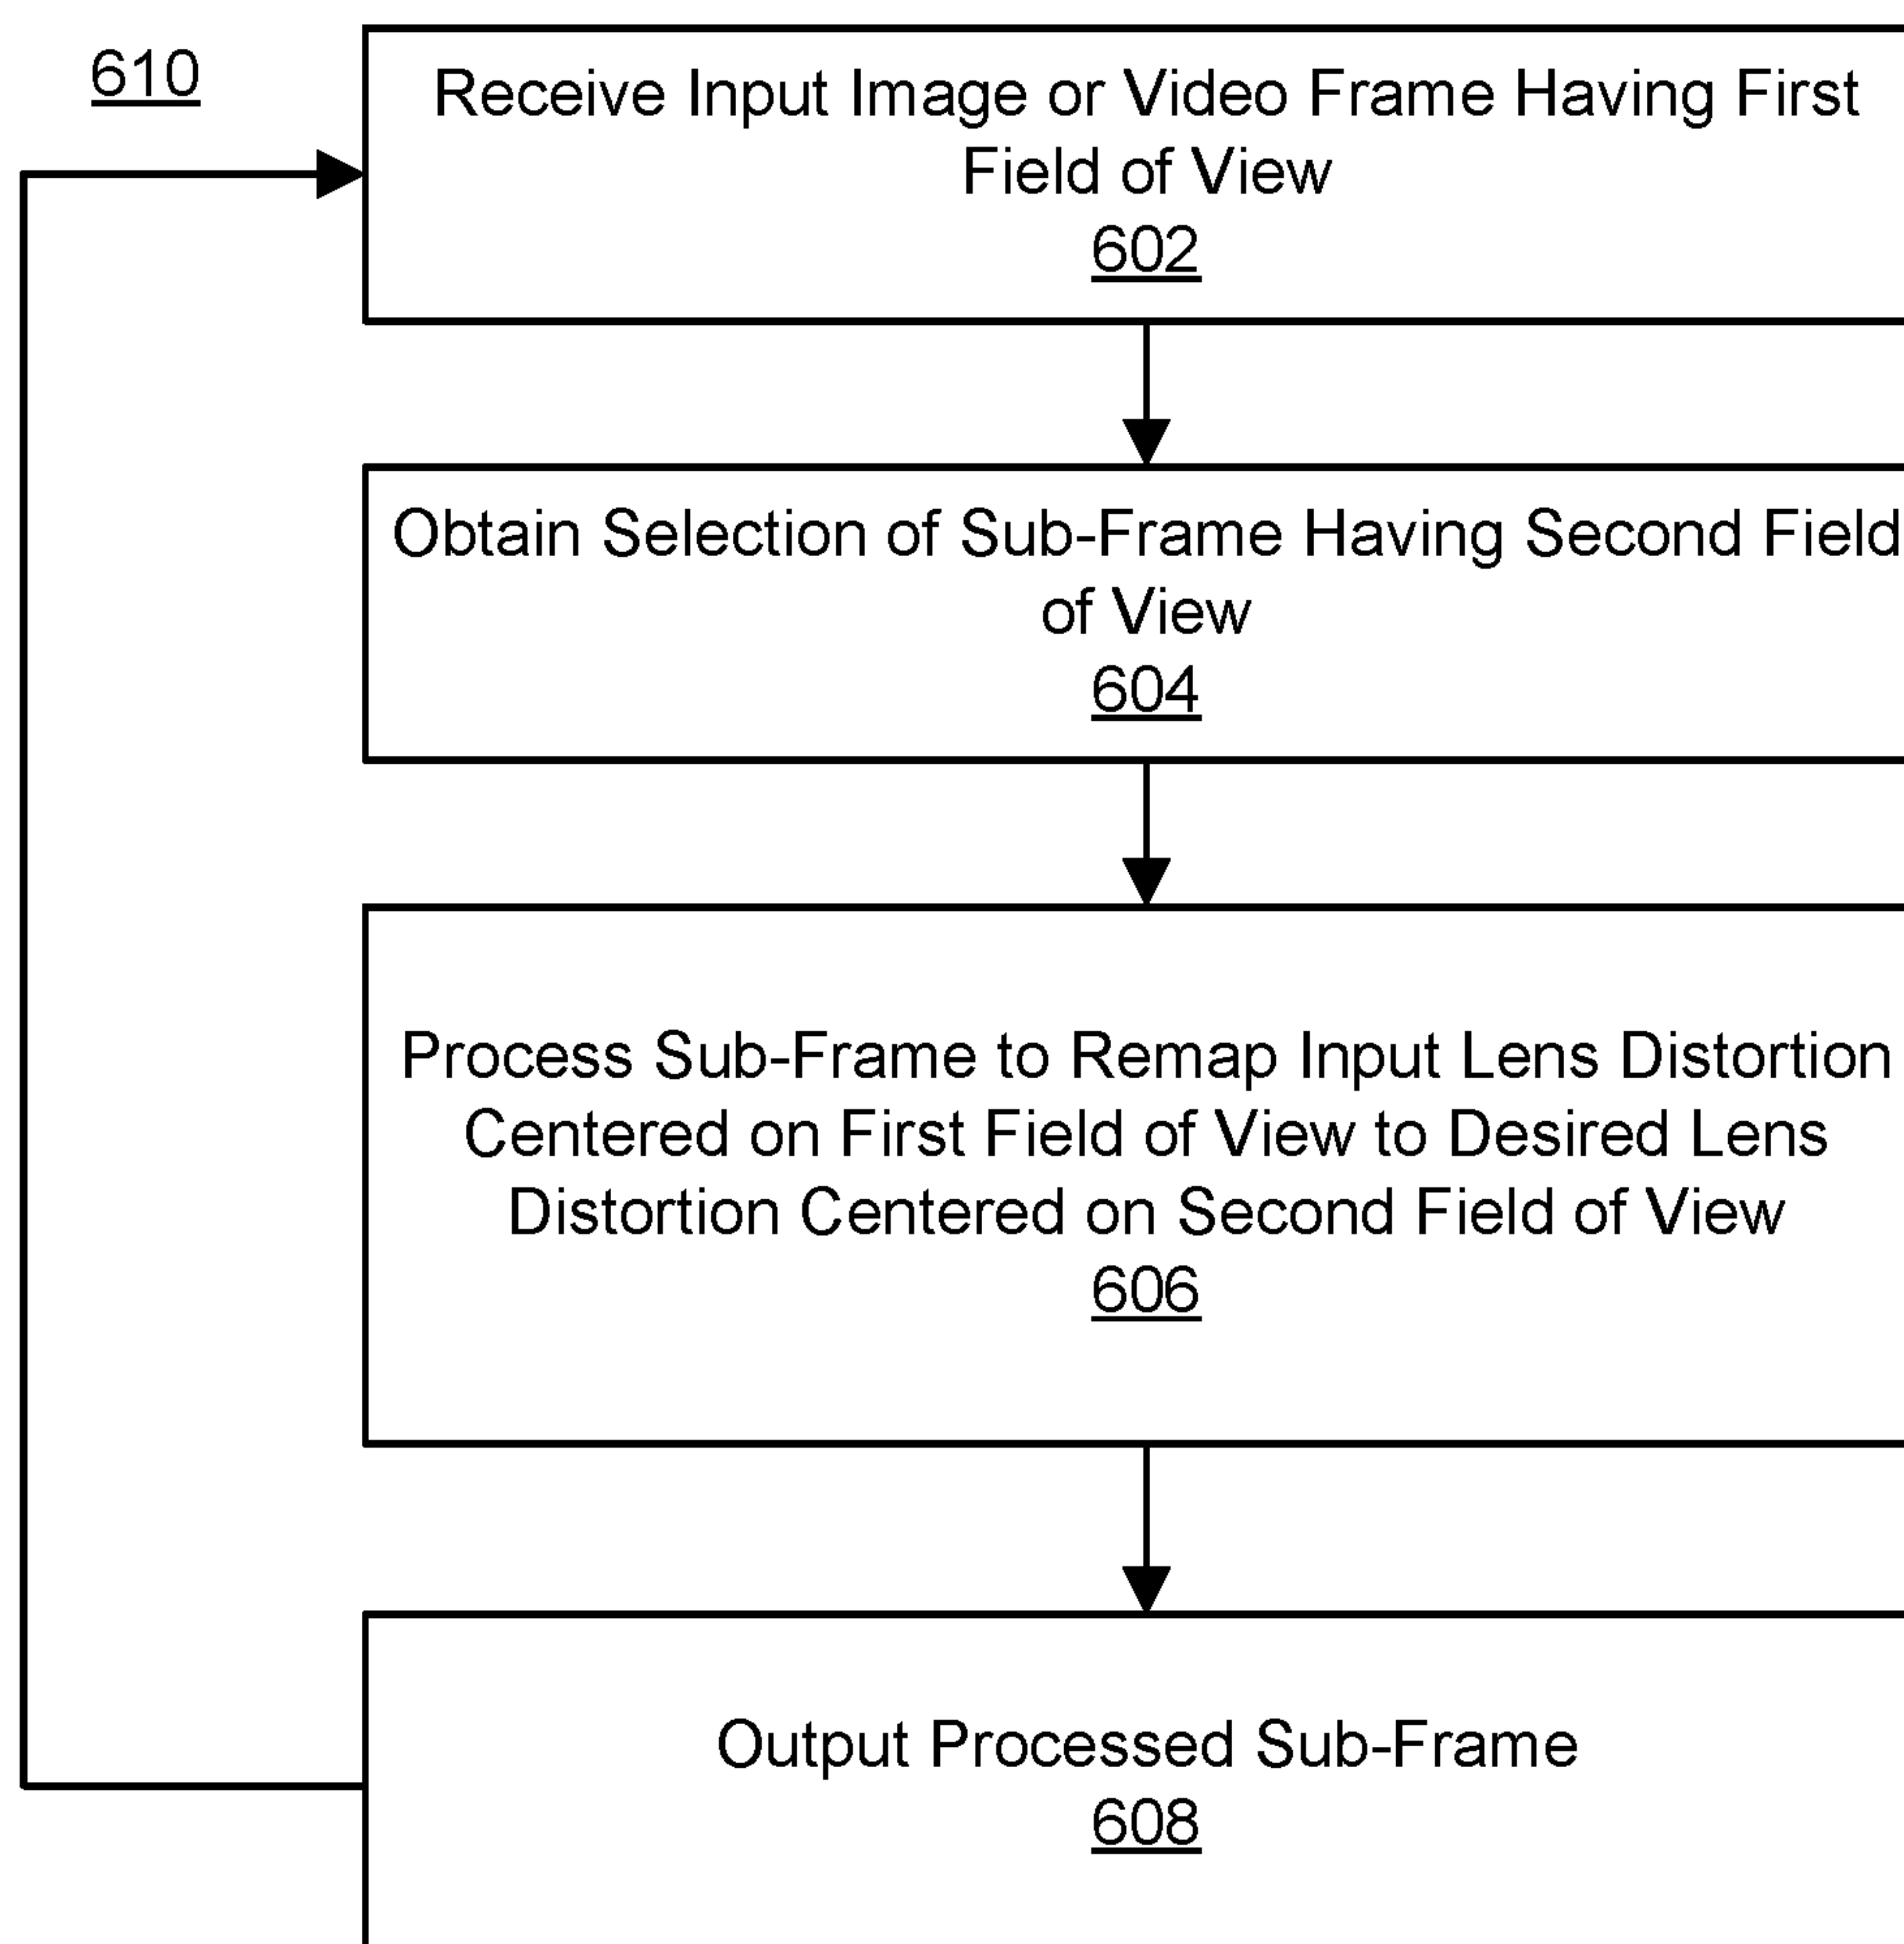 610
Receive Input Image or Video Frame Having First
Field of View
602
Obtain Selection of Sub-Frame Having Second Field
of View
604
Process Sub-Frame to Remap Input Lens Distortion
Centered on First Field of View to Desired Lens
Distortion Centered on Second Field of View
606
Output Processed Sub-Frame
608